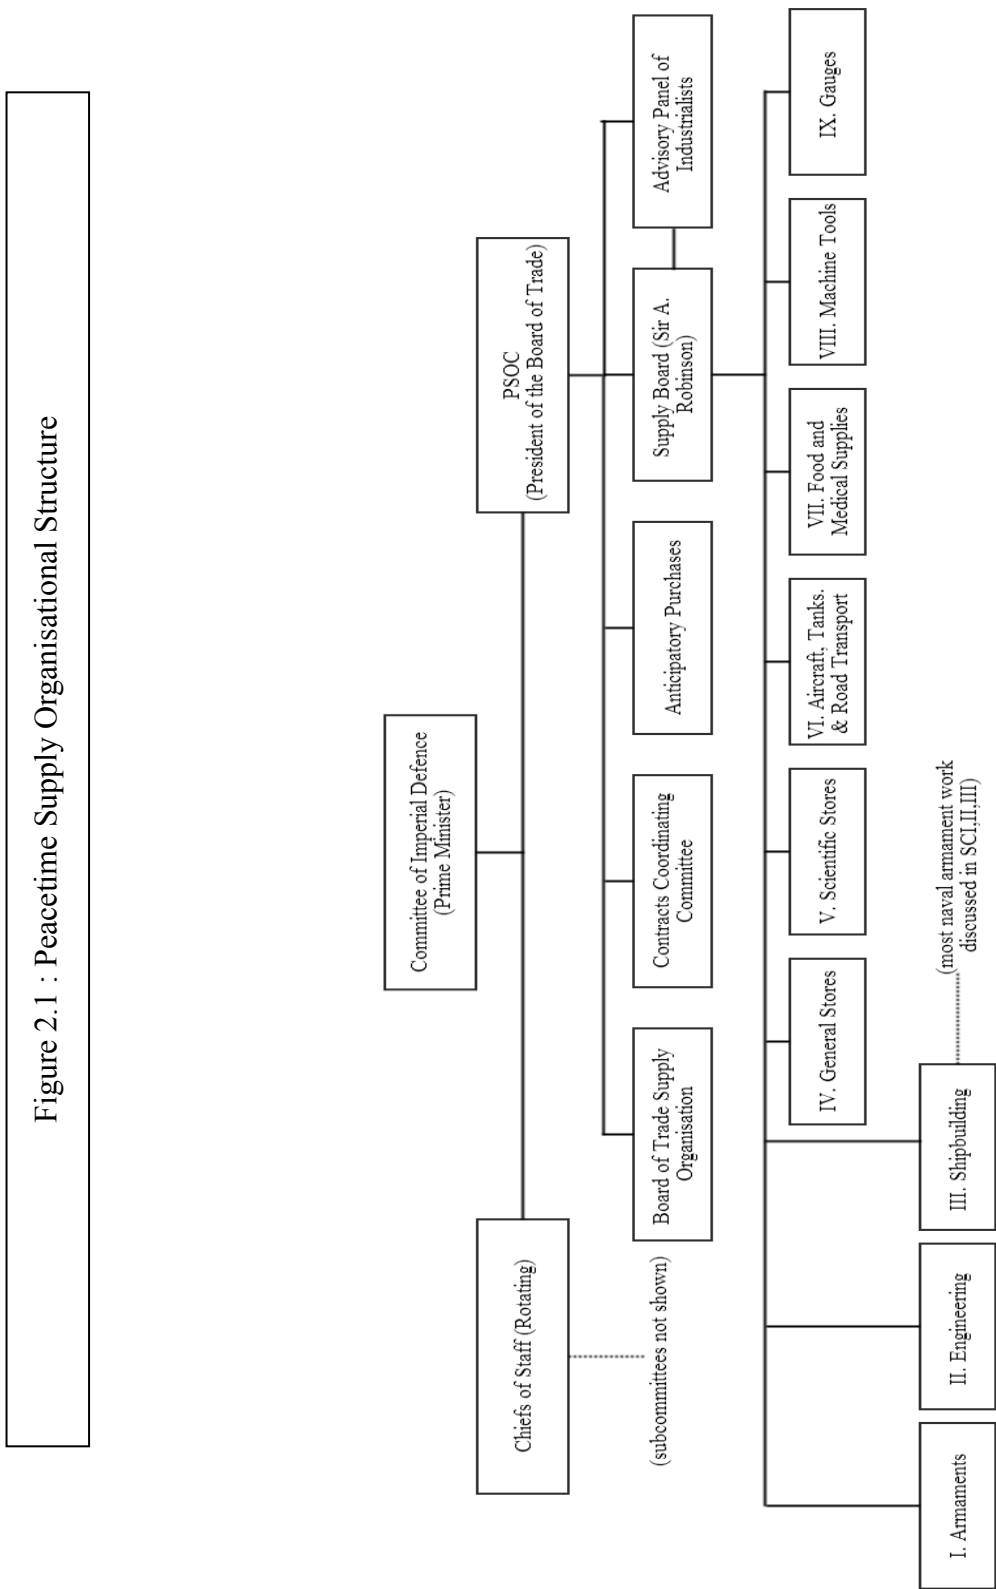 Figure 2.1 : Peacetime Supply Organisational Structure
Committee of Imperial Defence
(Prime Minister)
Chiefs of Staff (Rotating)
PSOC
(President of the Board of Trade)
(subcommittees not shown)
Board of Trade Supply
Organisation
Contracts Coordinating
Committee
Anticipatory Purchases
Supply Board (Sir A.
Robinson)
Advisory Panel of
Industrialists
IV. General Stores
V. Scientific Stores
VI. Aircraft, Tanks.
& Road Transport
VII. Food and
Medical Supplies
VIII. Machine Tools
IX. Gauges
I. Armaments
II. Engineering
III. Shipbuilding
(most naval armament work
discussed in SCI,II,III)